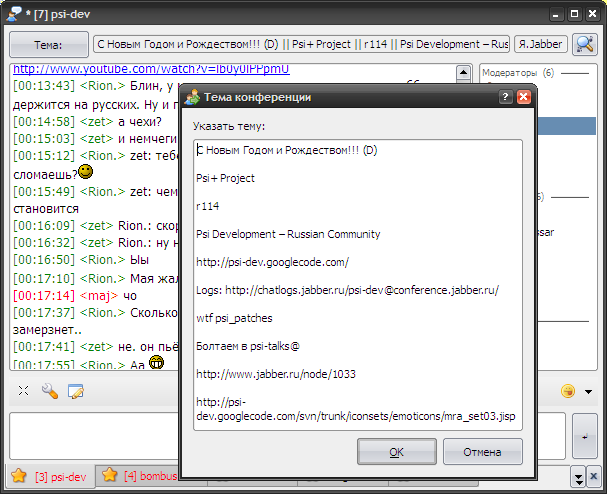 * [7] psi-dev
Тема:
С Новым Годом и Рождеством!!! (D) || Psi+ Project || r114 || Psi Development – Rus
Я.Jabber
http://www.youtube.com/watch?v=Ib0y0IPPpmU
Модераторы (6)
[00:13:43] <Rion.> Блин, у
держится на русских. Ну и
[00:14:58] <zet> а чехи?
[00:15:03] <zet> и немчеги
[00:15:12] <Rion.> zet:
сломаешь?
[00:15:49] <Rion.> zet: чем
становится
[00:16:09] <zet> Rion.:
[00:16:32] <zet> Rion.: ну
[00:16:50] <Rion.> Ыы
[00:17:10] <Rion.> Мая
[00:17:14] <maj> чо
[00:17:37] <Rion.> Сколько
замерзнет..
[00:17:41] <zet> не. он пьё
[00:17:55] <Rion.> Аа
Тема конференции
Указать тему:
С Новым Годом и Рождеством!!! (D)
Psi+ Project
r114
Psi Development – Russian Community
http://psi-dev.googlecode.com/
Logs: http://chatlogs.jabber.ru/psi-dev@conference.jabber.ru/
wtf psi_patches
Болтаем в psi-talks@
http://www.jabber.ru/node/1033
http://psi-
dev.googlecode.com/svn/trunk/iconsets/emoticons/mra_set03.jisp
OK
Отмена
[3] psi-dev
[4] bombus